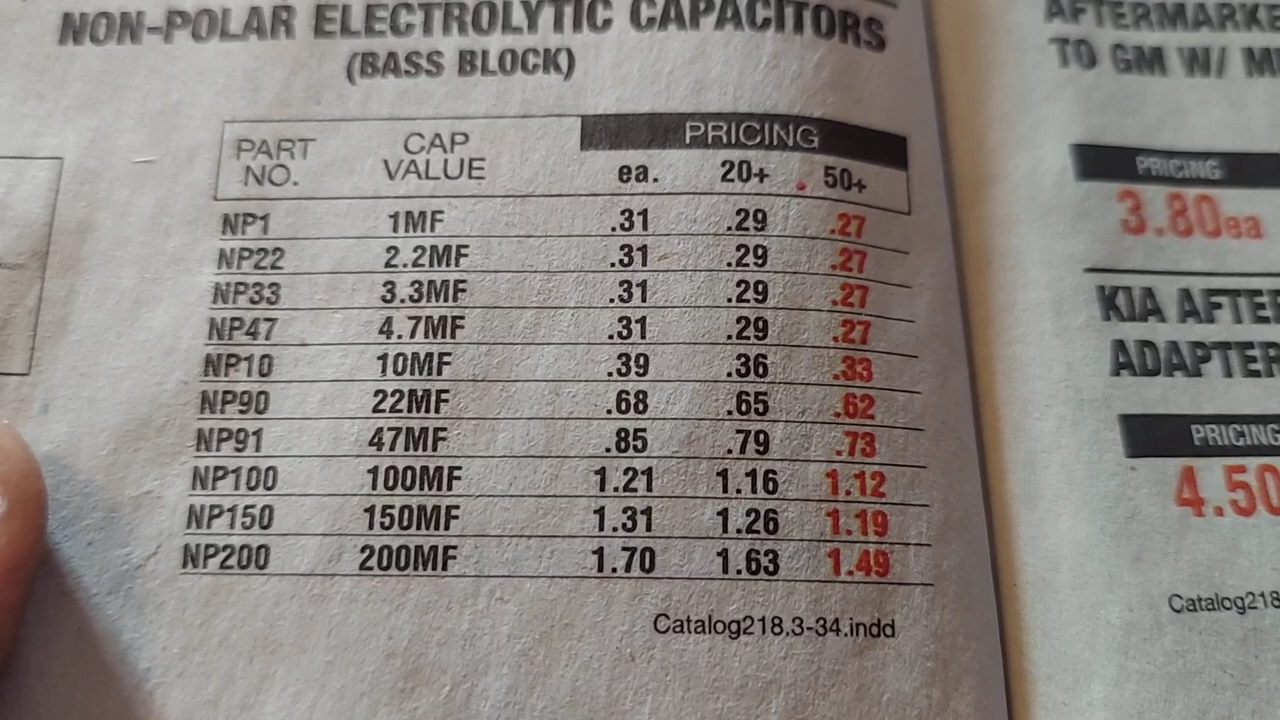 NON-POLAR ELECTROLYTIC CAPACITORS
(BASS BLOCK)
PART NO. CAP VALUE PRICING
ea. 20+ 50+
NP1 1MF .31 .29 .27
NP22 2.2MF .31 .29 .27
NP33 3.3MF .31 .29 .27
NP47 4.7MF .31 .29 .27
NP10 10MF .39 .36 .33
NP90 22MF .68 .65 .62
NP91 47MF .85 .79 .73
NP100 100MF 1.21 1.16 1.12
NP150 150MF 1.31 1.26 1.19
NP200 200MF 1.70 1.63 1.49
Catalog218.3-34.indd
AFTERMARKE
TO GM W/
PRICING
3.80ea
KIA AFTE
ADAPTER
PRICING
4.50
Catalog218